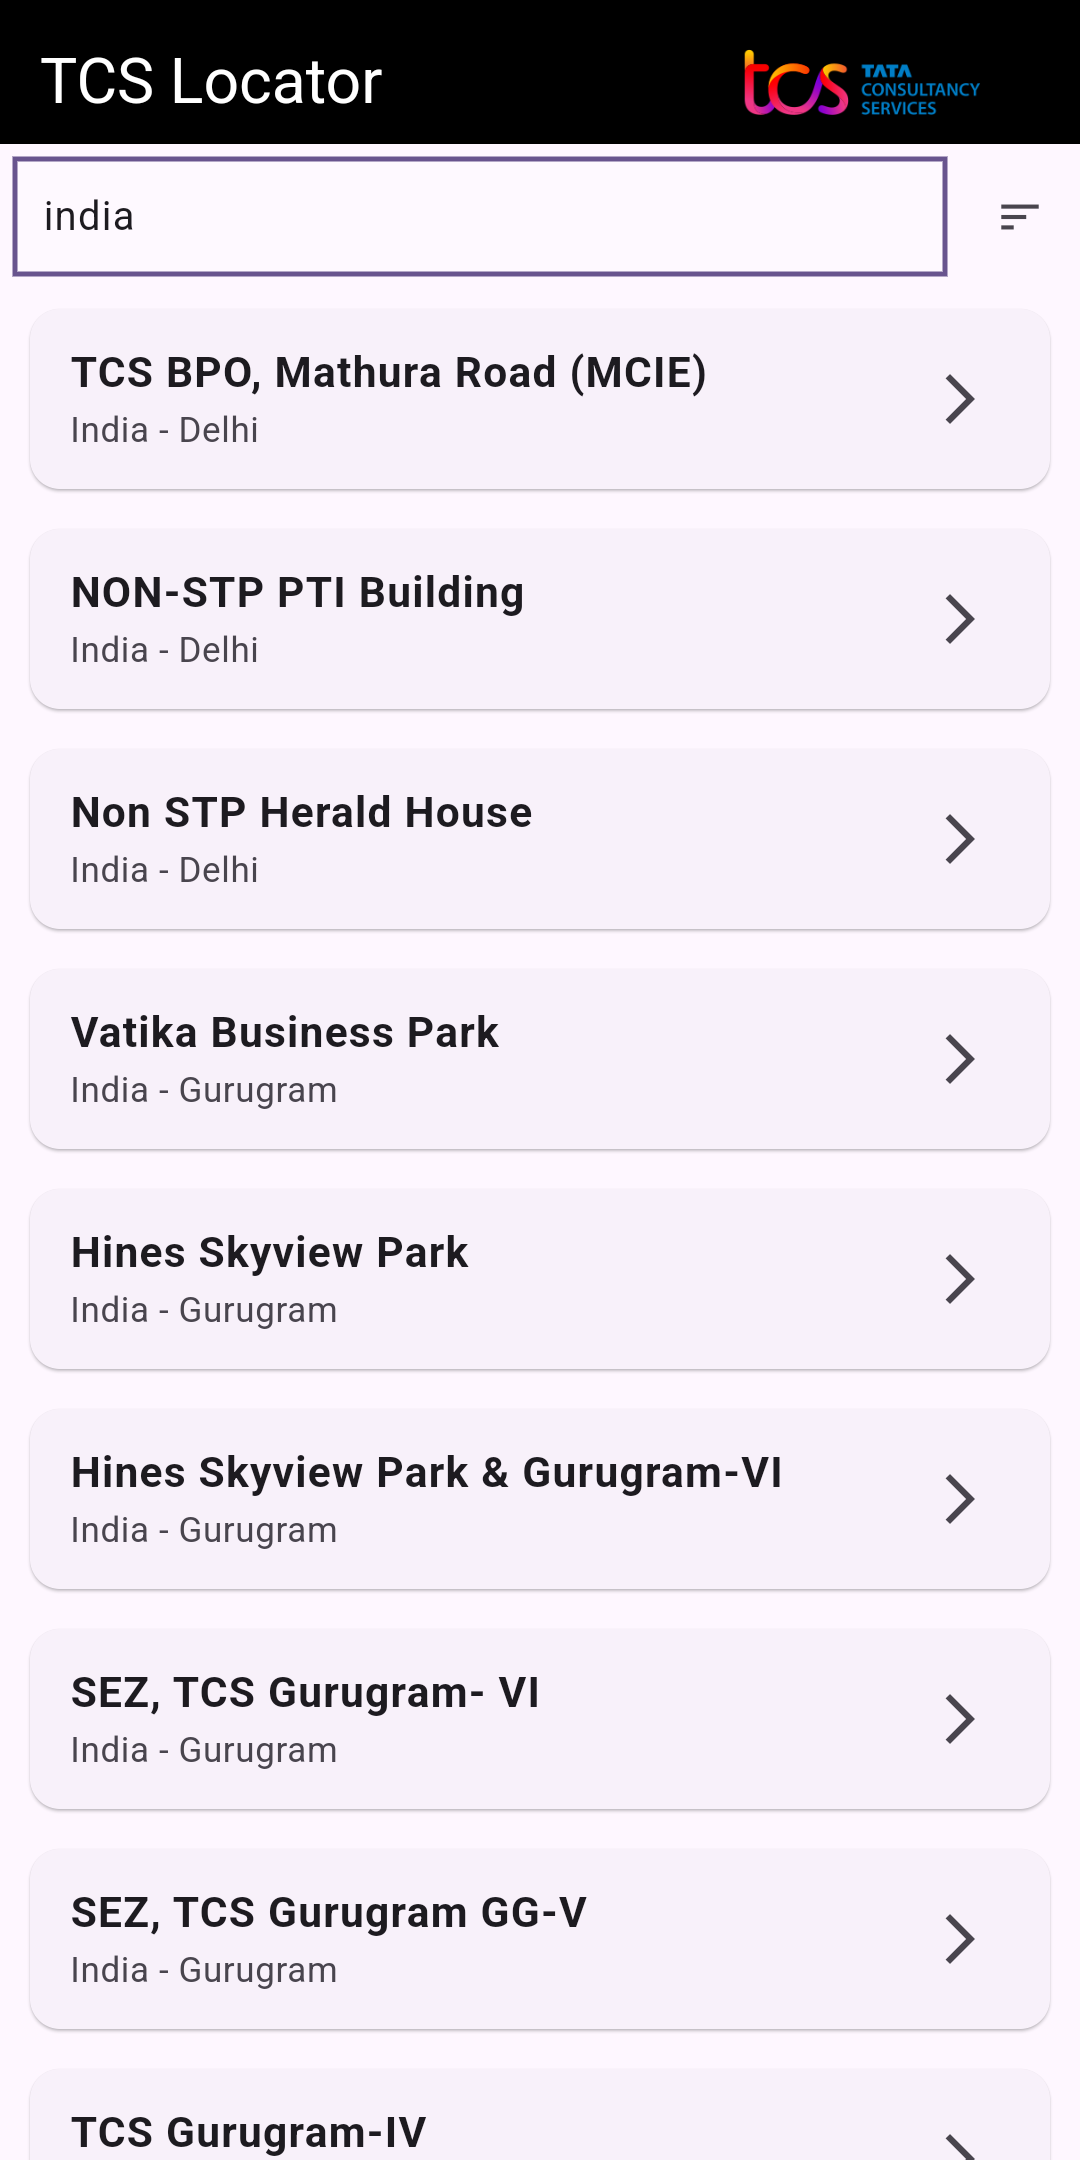 TCS Locator
tcs TATA
CONSULTANCY
SERVICES
india
TCS BPO, Mathura Road (MCIE)
India - Delhi
NON-STP PTI Building
India - Delhi
Non STP Herald House
India - Delhi
Vatika Business Park
India - Gurugram
Hines Skyview Park
India - Gurugram
Hines Skyview Park & Gurugram-VI
India - Gurugram
SEZ, TCS Gurugram- VI
India - Gurugram
SEZ, TCS Gurugram GG-V
India - Gurugram
TCS Gurugram-IV